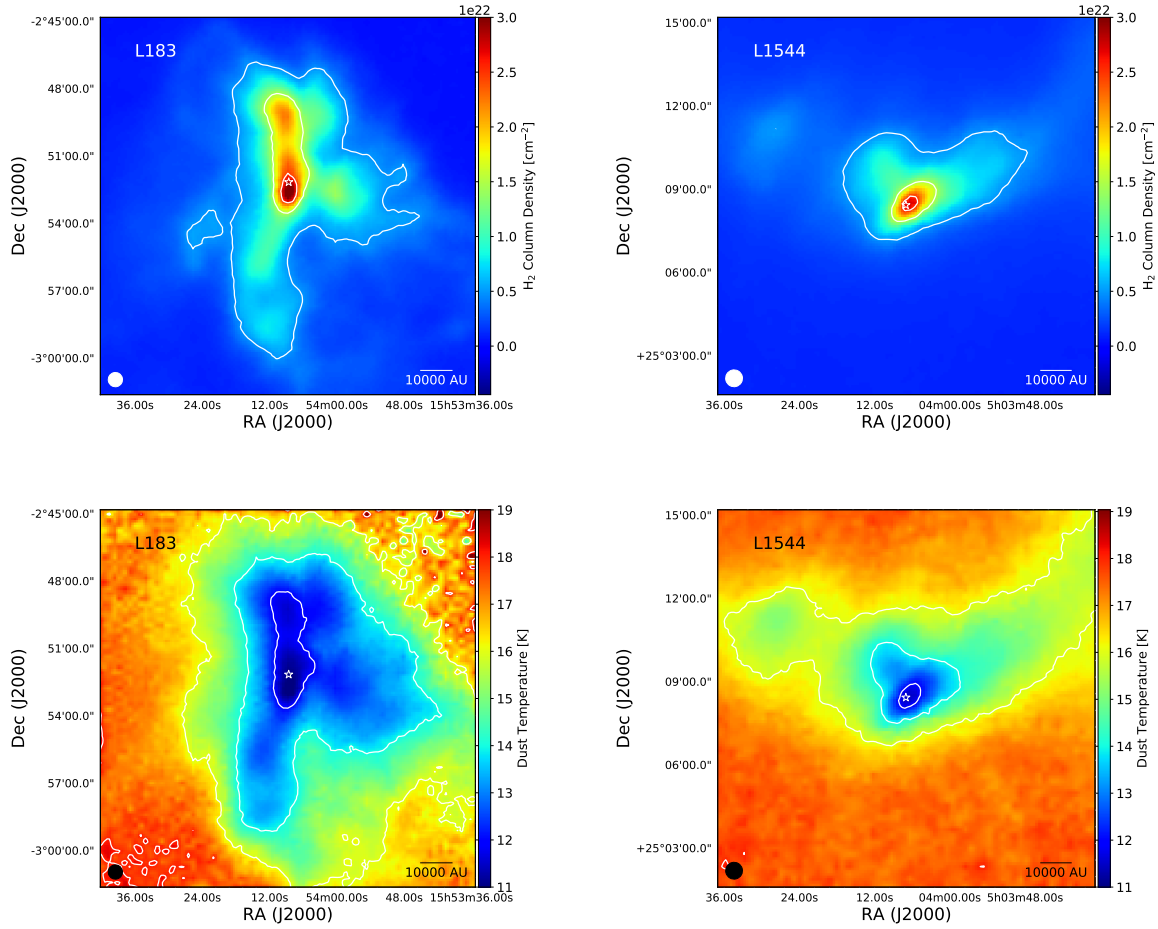 1e22
-2°45'00.0"
48'00.0"
51'00.0"
54'00.0"
57'00.0"
-3°00'00.0"
Dec (J2000)
L183
10000 AU
36.00s 24.00s 12.00s 54m00.00s 48.00s 15h53m36.00s
RA (J2000)
3.0
2.5
2.0
1.5
1.0
0.5
0.0
H₂ Column Density [cm⁻²]
1e22
15'00.0"
12'00.0"
09'00.0"
06'00.0"
+25°03'00.0"
Dec (J2000)
L1544
10000 AU
36.00s 24.00s 12.00s 04m00.00s 5h03m48.00s
RA (J2000)
3.0
2.5
2.0
1.5
1.0
0.5
0.0
H₂ Column Density [cm⁻²]
-2°45'00.0"
48'00.0"
51'00.0"
54'00.0"
57'00.0"
-3°00'00.0"
Dec (J2000)
L183
10000 AU
36.00s 24.00s 12.00s 54m00.00s 48.00s 15h53m36.00s
RA (J2000)
19
18
17
16
15
14
13
12
11
Dust Temperature [K]
15'00.0"
12'00.0"
09'00.0"
06'00.0"
+25°03'00.0"
Dec (J2000)
L1544
10000 AU
36.00s 24.00s 12.00s 04m00.00s 5h03m48.00s
RA (J2000)
19
18
17
16
15
14
13
12
11
Dust Temperature [K]